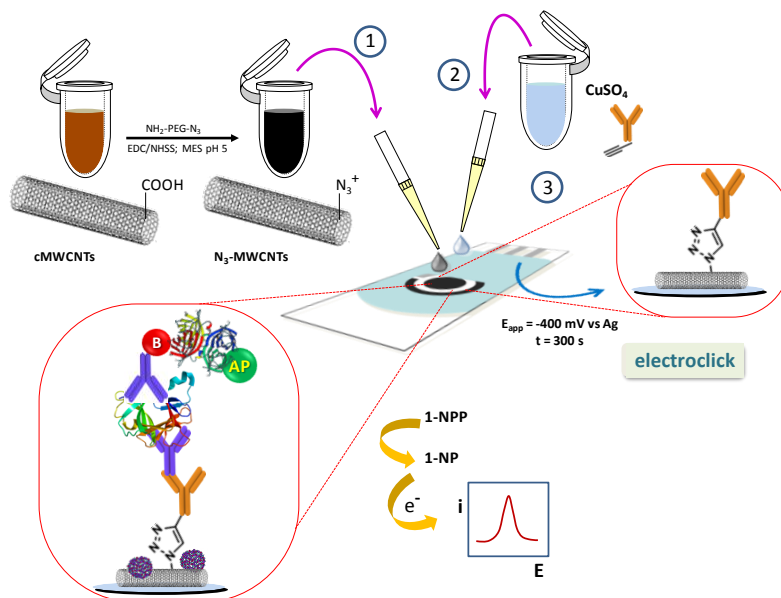 1
2
CuSO₄
NH₂-PEG-N₃
EDC/NHSS; MES pH 5
3
COOH
N₃⁺
cMWCNTs
N₃-MWCNTs
N
N
N
E_app = -400 mV vs Ag
t = 300 s
electroclick
B
AP
1-NPP
1-NP
e⁻
i
E
N
N
N